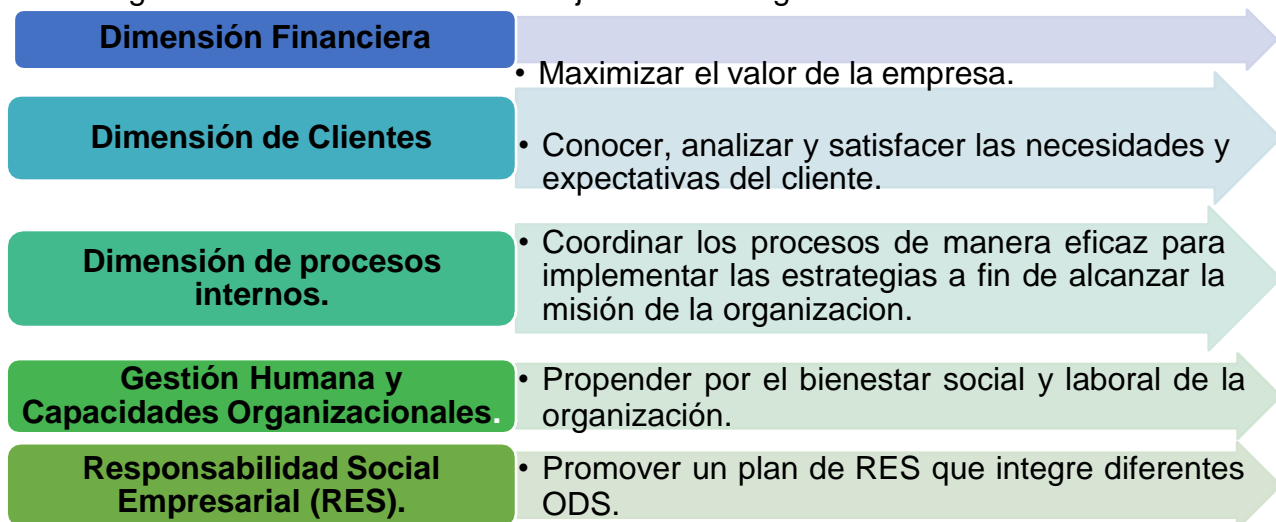 Dimensión Financiera
• Maximizar el valor de la empresa.
Dimensión de Clientes
• Conocer, analizar y satisfacer las necesidades y
expectativas del cliente.
Dimensión de procesos
internos.
• Coordinar los procesos de manera eficaz para
implementar las estrategias a fin de alcanzar la
misión de la organizacion.
Gestión Humana y
Capacidades Organizacionales.
• Propender por el bienestar social y laboral de la
organización.
Responsabilidad Social
Empresarial (RES).
• Promover un plan de RES que integre diferentes
ODS.